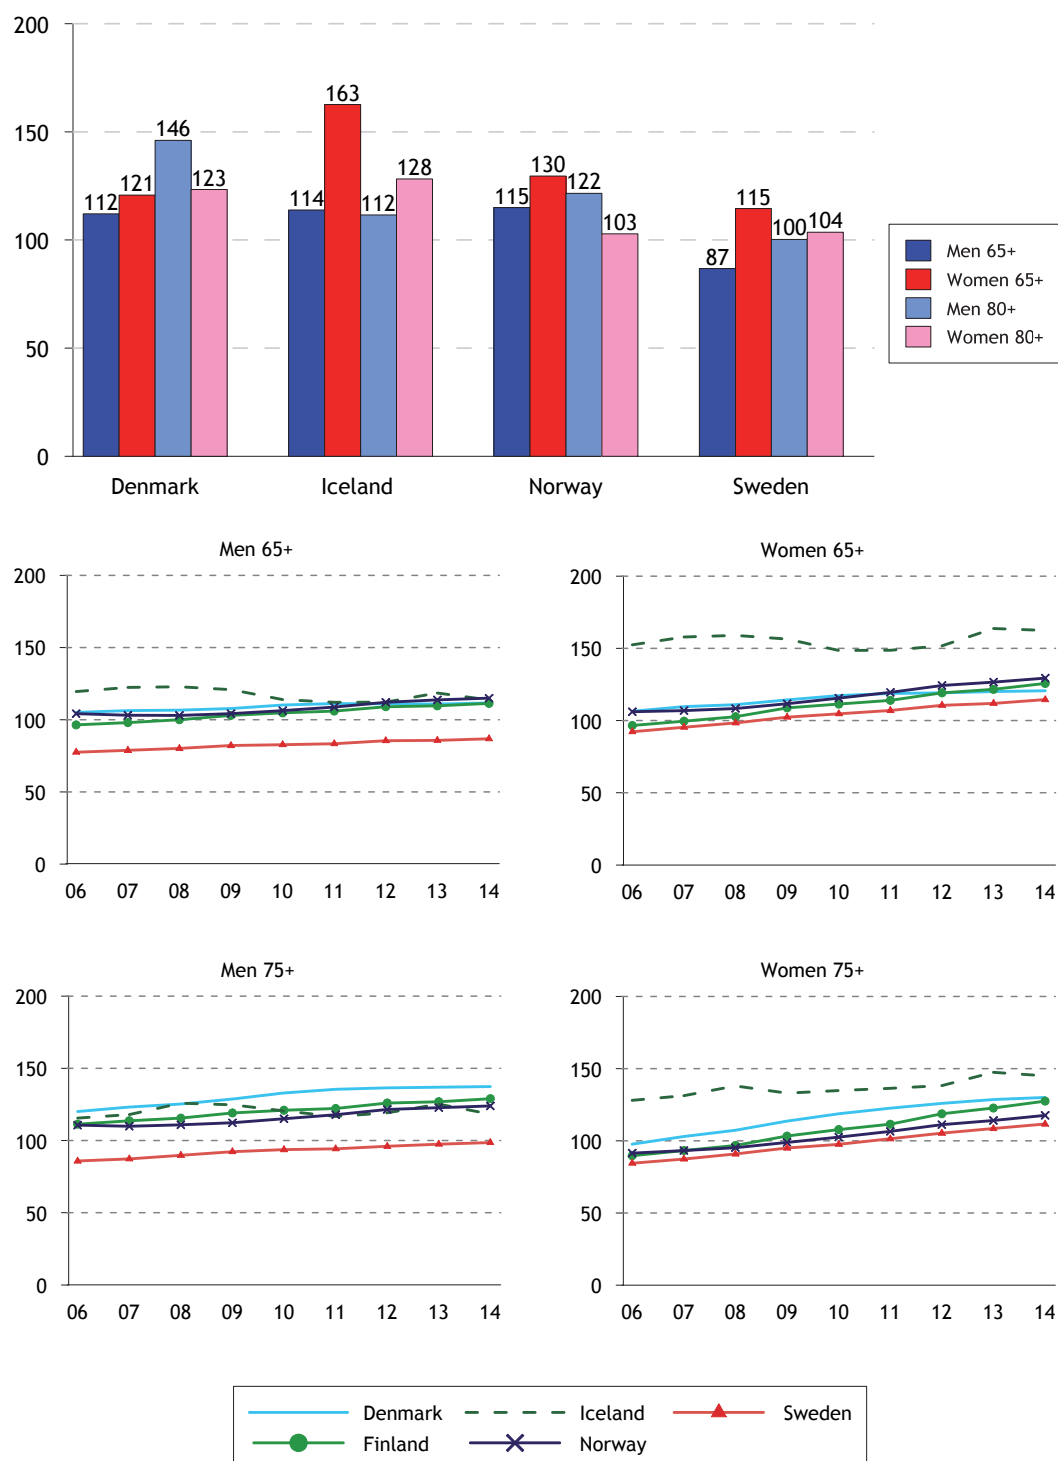 200
150
100
50
0
112 121 146 123
114 163 112 128
115 130 122 103
87 115 100 104
Denmark Iceland Norway Sweden
Men 65+
Women 65+
Men 80+
Women 80+
Men 65+
200
150
100
50
0
06 07 08 09 10 11 12 13 14
Women 65+
200
150
100
50
0
06 07 08 09 10 11 12 13 14
Men 75+
200
150
100
50
0
06 07 08 09 10 11 12 13 14
Women 75+
200
150
100
50
0
06 07 08 09 10 11 12 13 14
Denmark Iceland Sweden
Finland Norway